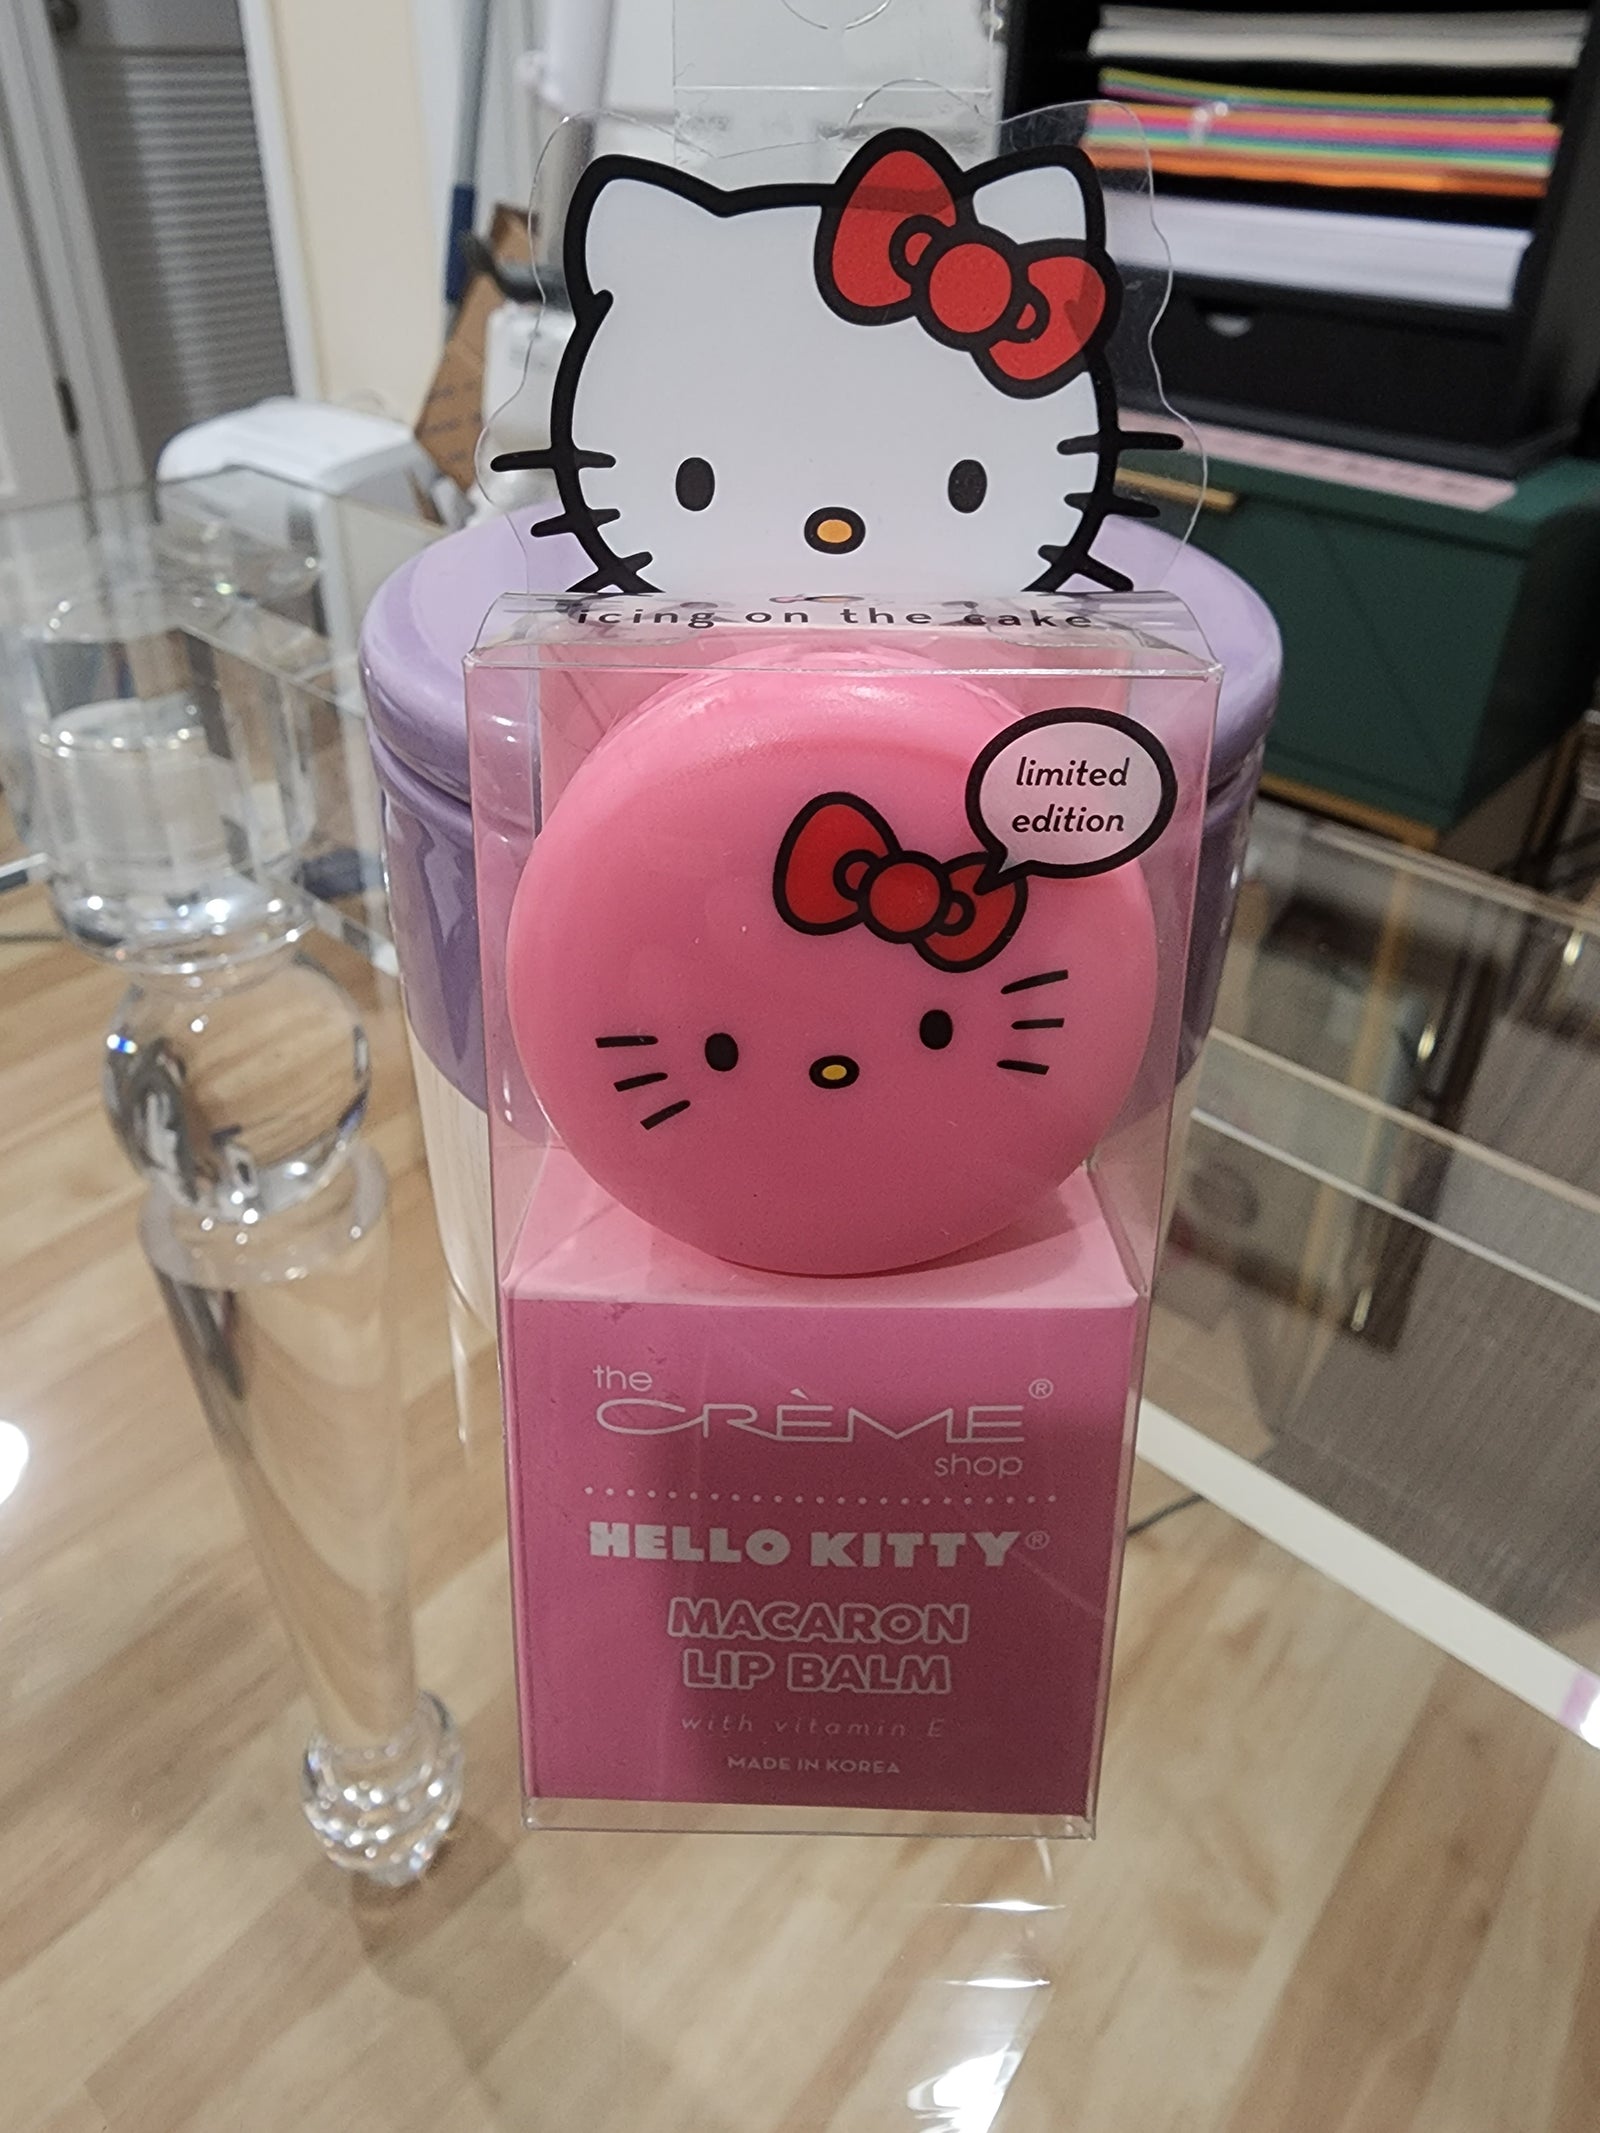 icing on the cake
limited
edition
the
CRÈME®
shop
HELLO KITTY®
MACARON
LIP BALM
with vitamin E
MADE IN KOREA